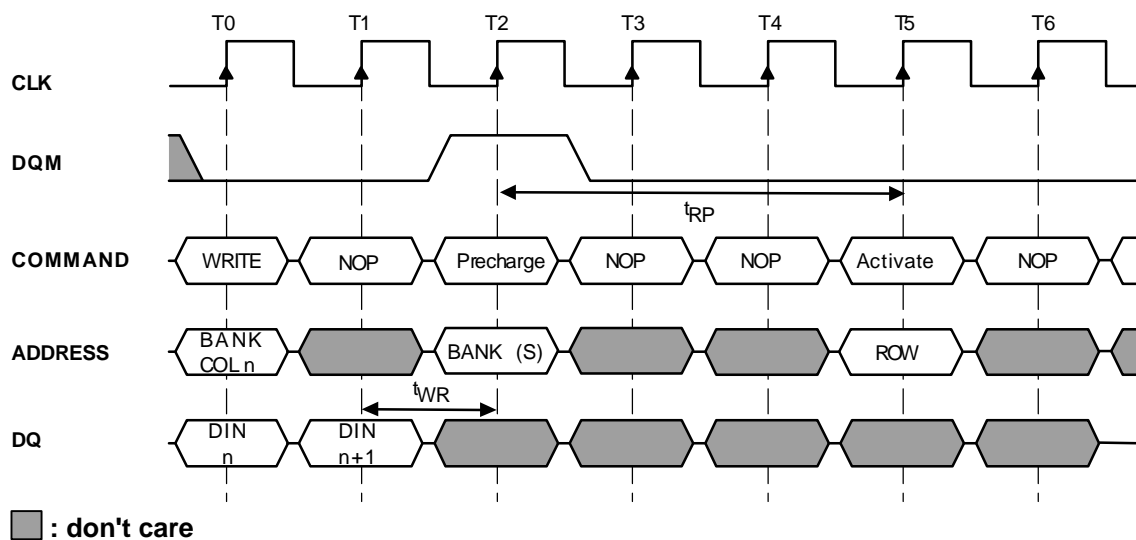 T0 T1 T2 T3 T4 T5 T6
CLK
DQM
tRP
COMMAND WRITE NOP Precharge NOP NOP Activate NOP
ADDRESS BANK COL n BANK (S) ROW
tWR
DQ DIN n DIN n+1
: don't care